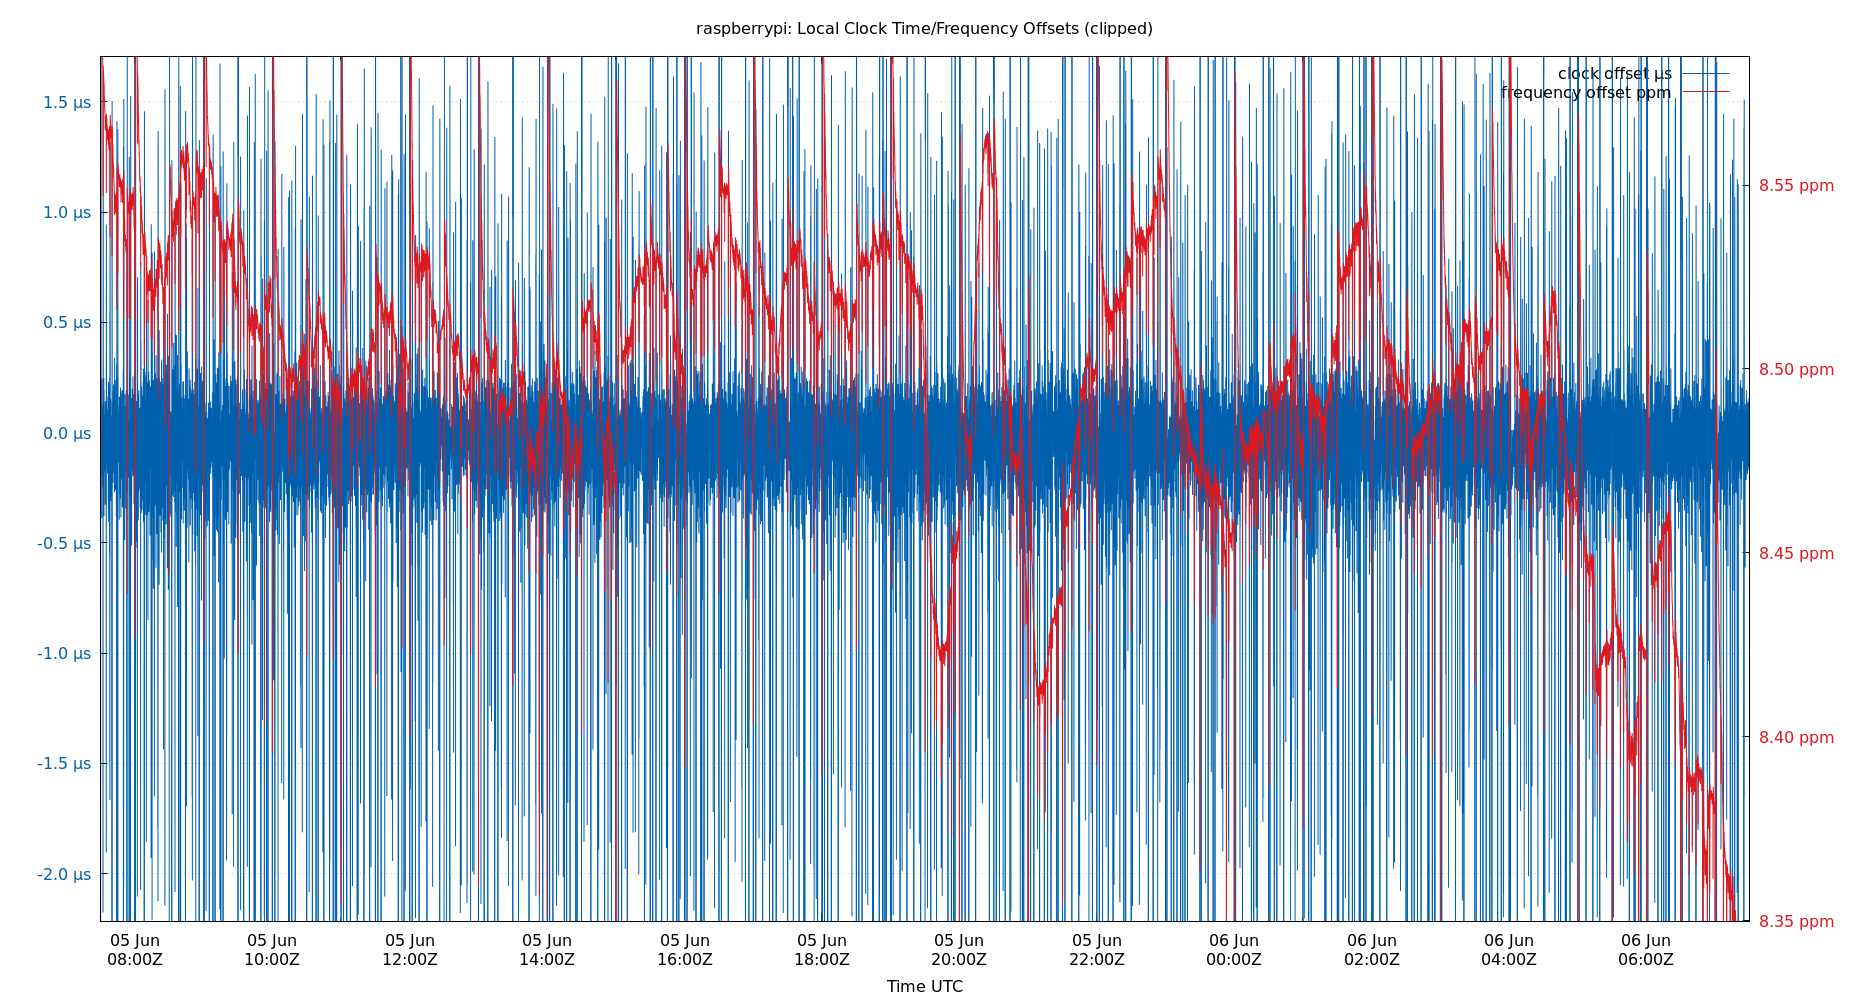 raspberrypi: Local Clock Time/Frequency Offsets (clipped)
clock offset µs
frequency offset ppm
1.5 µs
1.0 µs
0.5 µs
0.0 µs
-0.5 µs
-1.0 µs
-1.5 µs
-2.0 µs
8.55 ppm
8.50 ppm
8.45 ppm
8.40 ppm
8.35 ppm
05 Jun 05 Jun 05 Jun 05 Jun 05 Jun 05 Jun 05 Jun 05 Jun 06 Jun 06 Jun 06 Jun 06 Jun
08:00Z 10:00Z 12:00Z 14:00Z 16:00Z 18:00Z 20:00Z 22:00Z 00:00Z 02:00Z 04:00Z 06:00Z
Time UTC